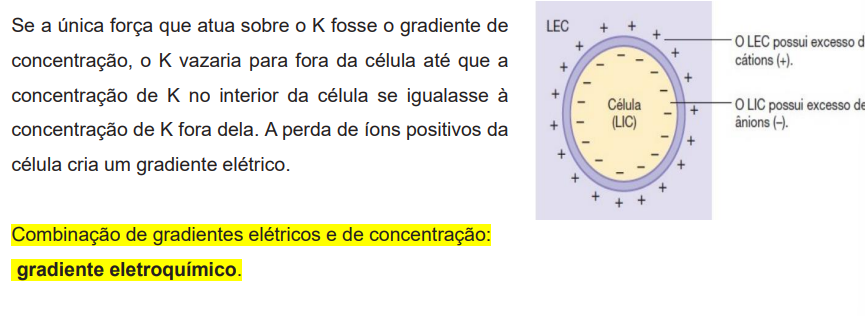 Se a única força que atua sobre o K fosse o gradiente de
concentração, o K vazaria para fora da célula até que a
concentração de K no interior da célula se igualasse à
concentração de K fora dela. A perda de íons positivos da
célula cria um gradiente elétrico.
Combinação de gradientes elétricos e de concentração:
gradiente eletroquímico.
LEC
O LEC possui excesso d
cátions (+).
Célula
(LIC)
O LIC possui excesso de
ânions (–).